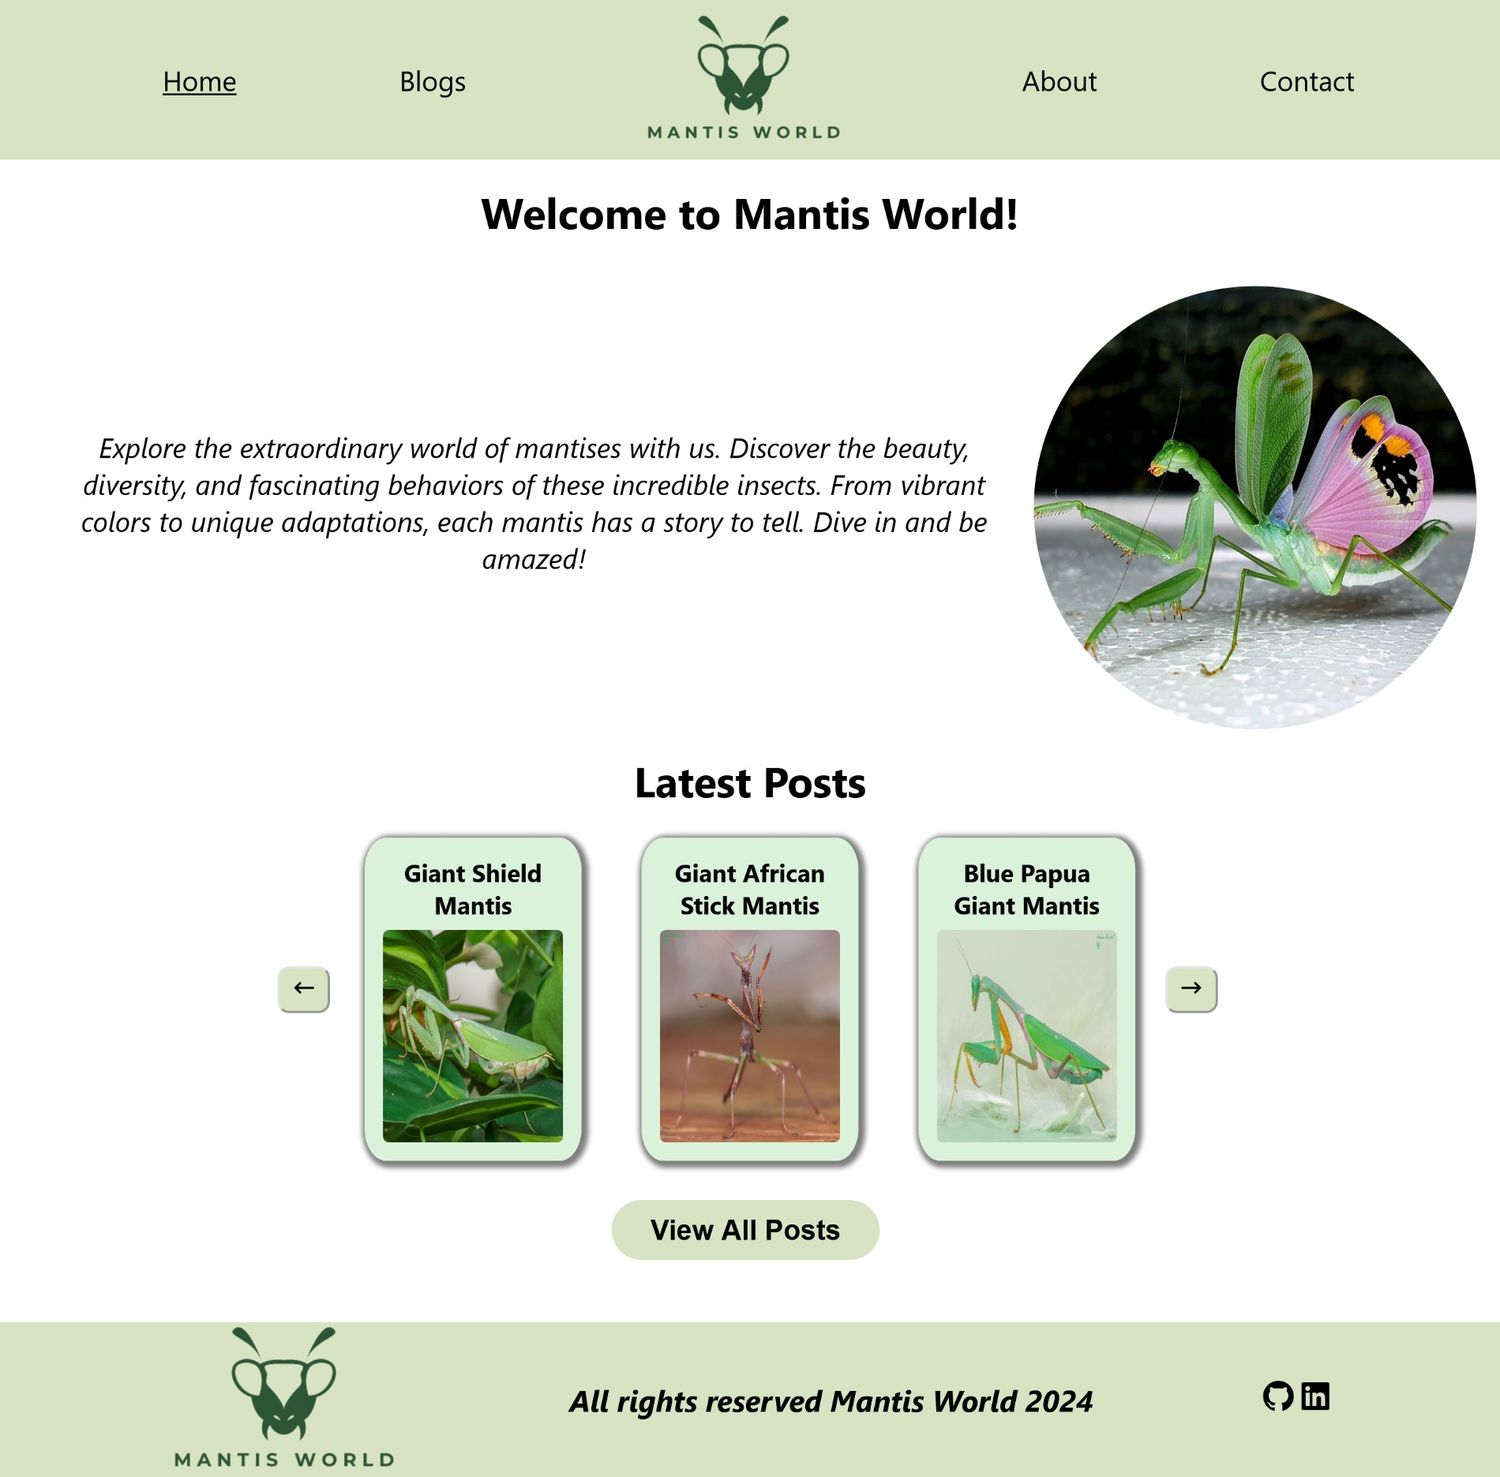 Home
Blogs
MANTIS WORLD
About
Contact
Welcome to Mantis World!
Explore the extraordinary world of mantises with us. Discover the beauty,
diversity, and fascinating behaviors of these incredible insects. From vibrant
colors to unique adaptations, each mantis has a story to tell. Dive in and be
amazed!
Latest Posts
Giant Shield
Mantis
Giant African
Stick Mantis
Blue Papua
Giant Mantis
←
→
View All Posts
MANTIS WORLD
All rights reserved Mantis World 2024
in